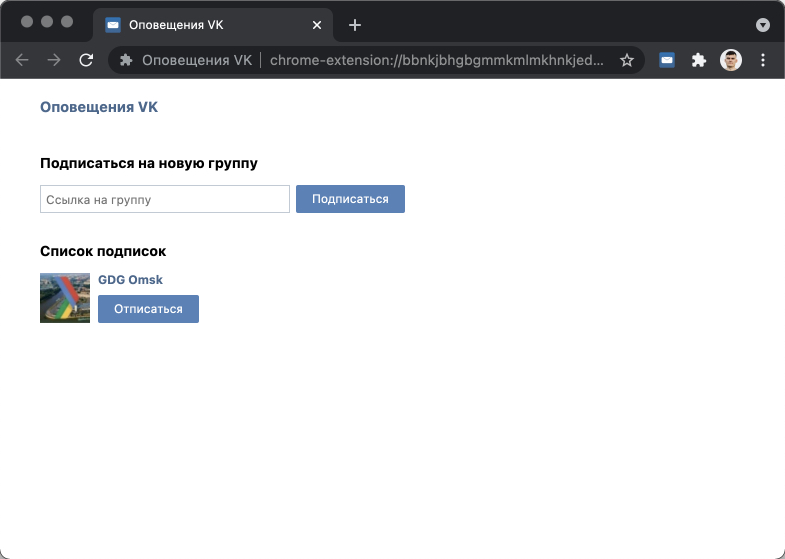 Оповещения VK
Оповещения VK | chrome-extension://bbnkjbhgbgmmkmlmkhnkjed...
Оповещения VK
Подписаться на новую группу
Ссылка на группу
Подписаться
Список подписок
GDG Omsk
Отписаться